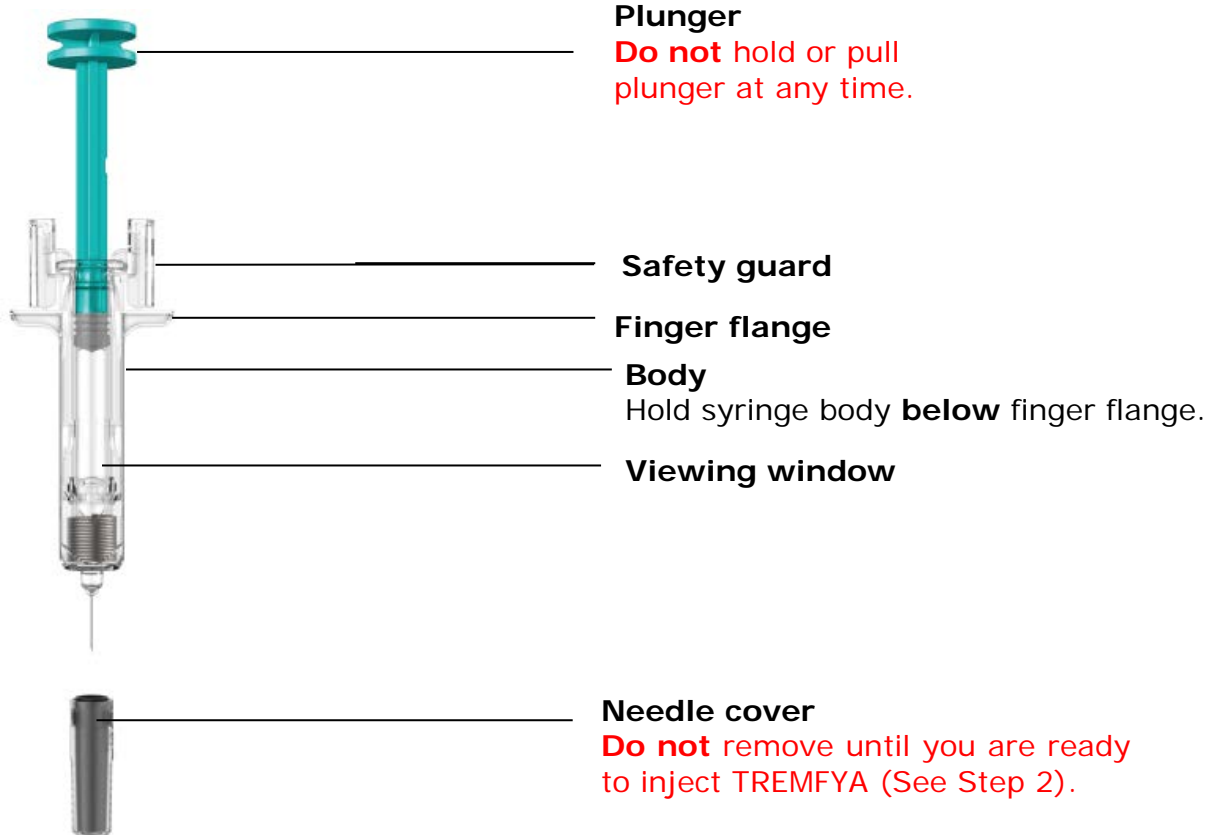 Plunger
Do not hold or pull
plunger at any time.
Safety guard
Finger flange
Body
Hold syringe body below finger flange.
Viewing window
Needle cover
Do not remove until you are ready
to inject TREMFYA (See Step 2).